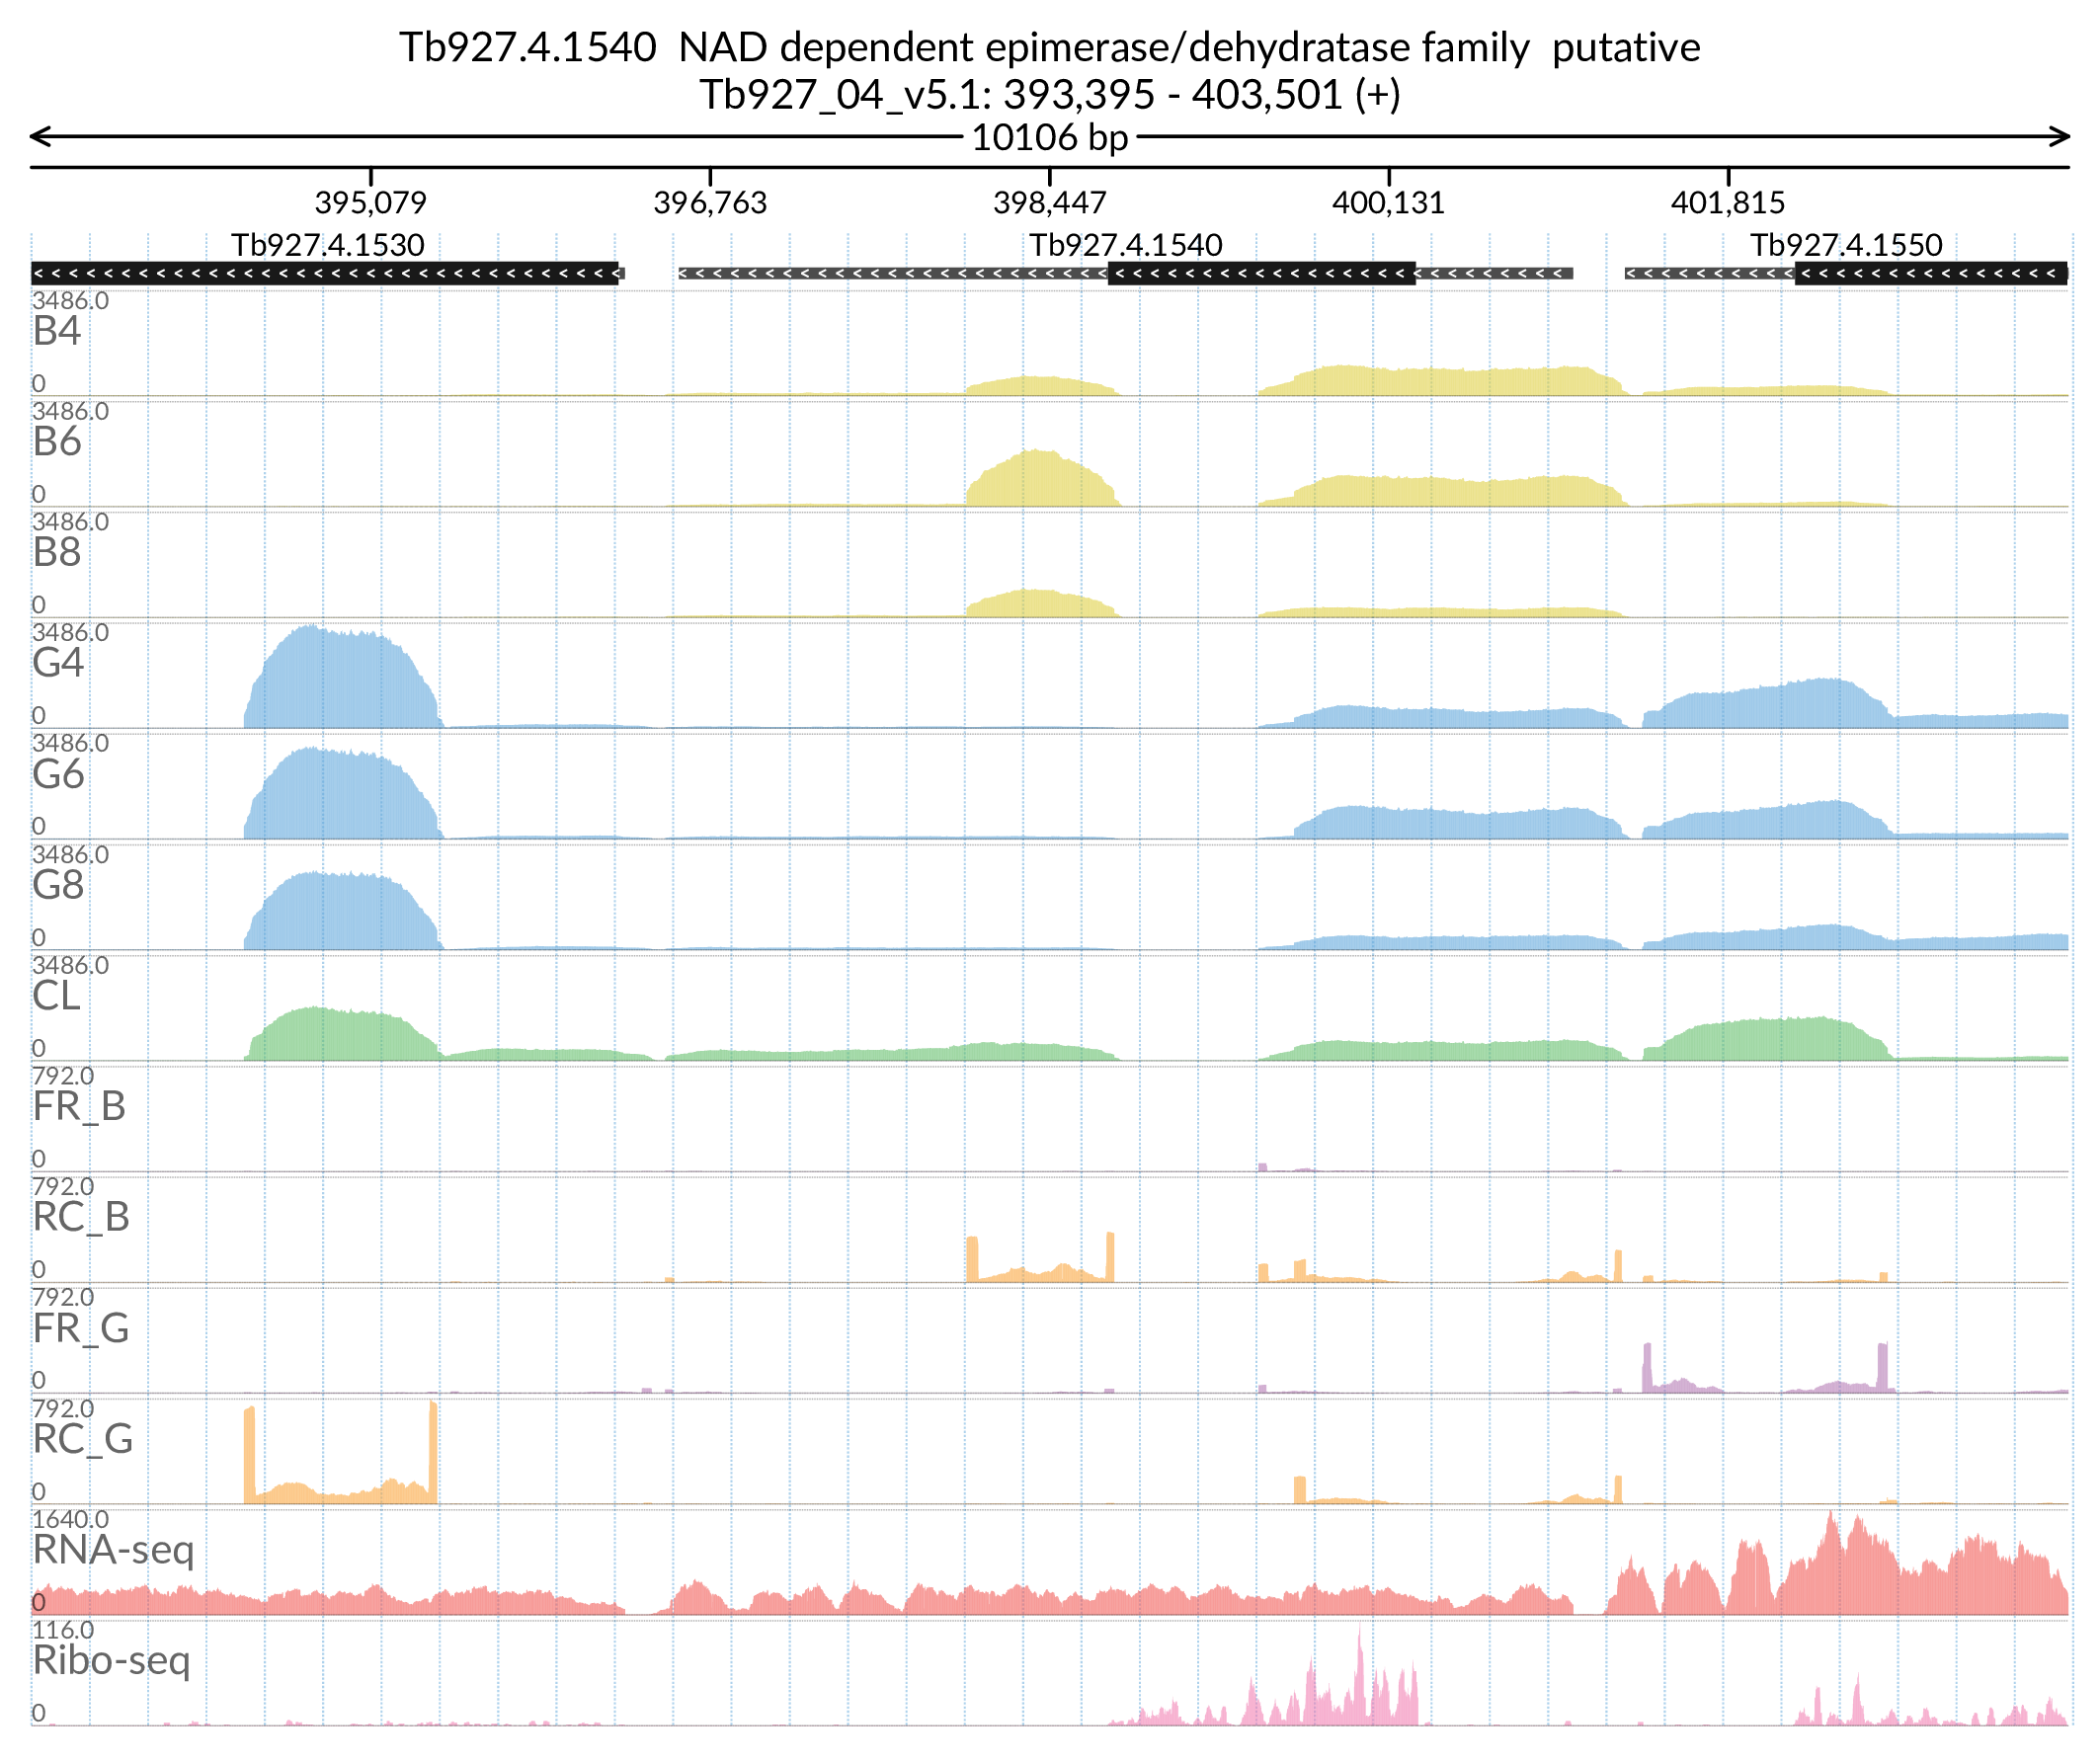 Tb927.4.1540  NAD dependent epimerase/dehydratase family  putative
Tb927_04_v5.1: 393,395 - 403,501 (+)
10106 bp
395,079 396,763 398,447 400,131 401,815
Tb927.4.1530 Tb927.4.1540 Tb927.4.1550
3486.0
B4
0
3486.0
B6
0
3486.0
B8
0
3486.0
G4
0
3486.0
G6
0
3486.0
G8
0
3486.0
CL
0
792.0
FR_B
0
792.0
RC_B
0
792.0
FR_G
0
792.0
RC_G
0
1640.0
RNA-seq
0
116.0
Ribo-seq
0